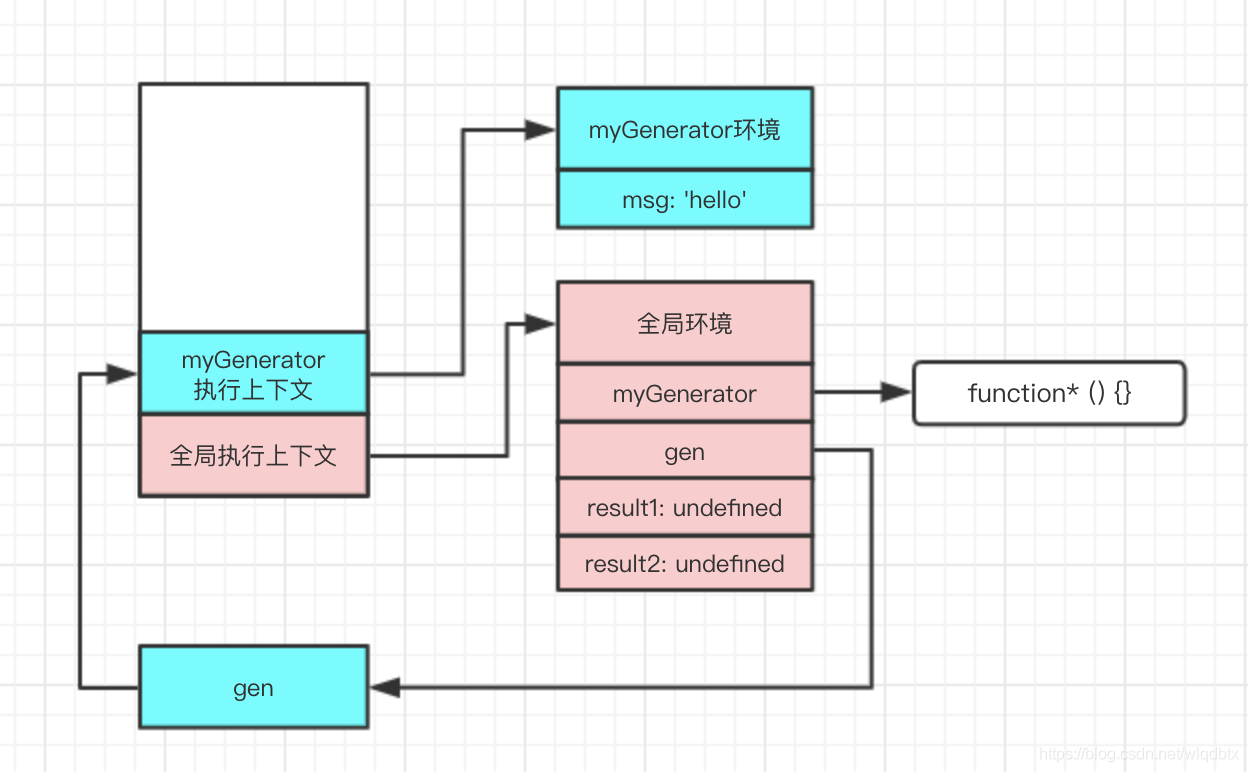 myGenerator环境
msg: 'hello'
全局环境
myGenerator
执行上下文
myGenerator
function* () {}
全局执行上下文
gen
result1: undefined
result2: undefined
gen
https://blog.csdn.net/wlqdbtx